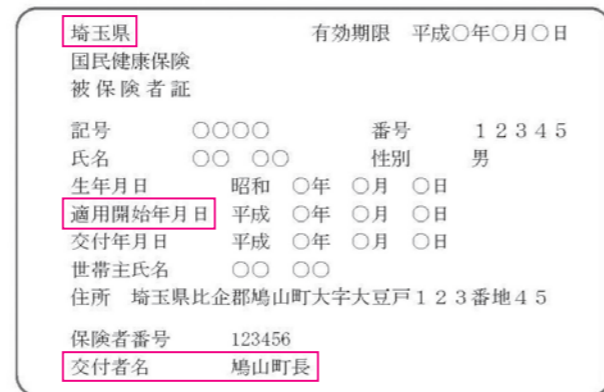 埼玉県 有効期限 平成○年○月○日
国民健康保険
被保険者証
記号 ○○○○ 番号 12345
氏名 ○○ ○○ 性別 男
生年月日 昭和 ○年 ○月 ○日
適用開始年月日 平成 ○年 ○月 ○日
交付年月日 平成 ○年 ○月 ○日
世帯主氏名 ○○ ○○
住所 埼玉県比企郡鳩山町大字大豆戸123番地45
保険者番号 123456
交付者名 鳩山町長